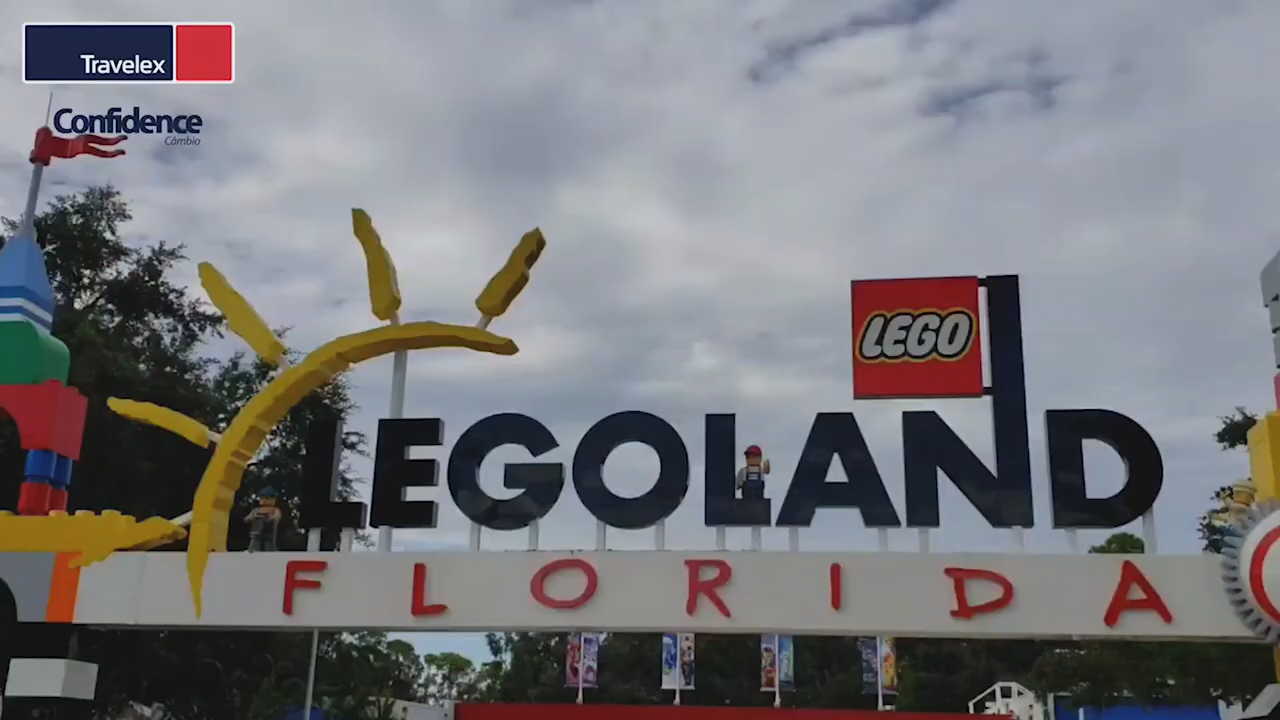 Travelex
Confidence
Câmbio
LEGO
LEGOLAND
FLORIDA